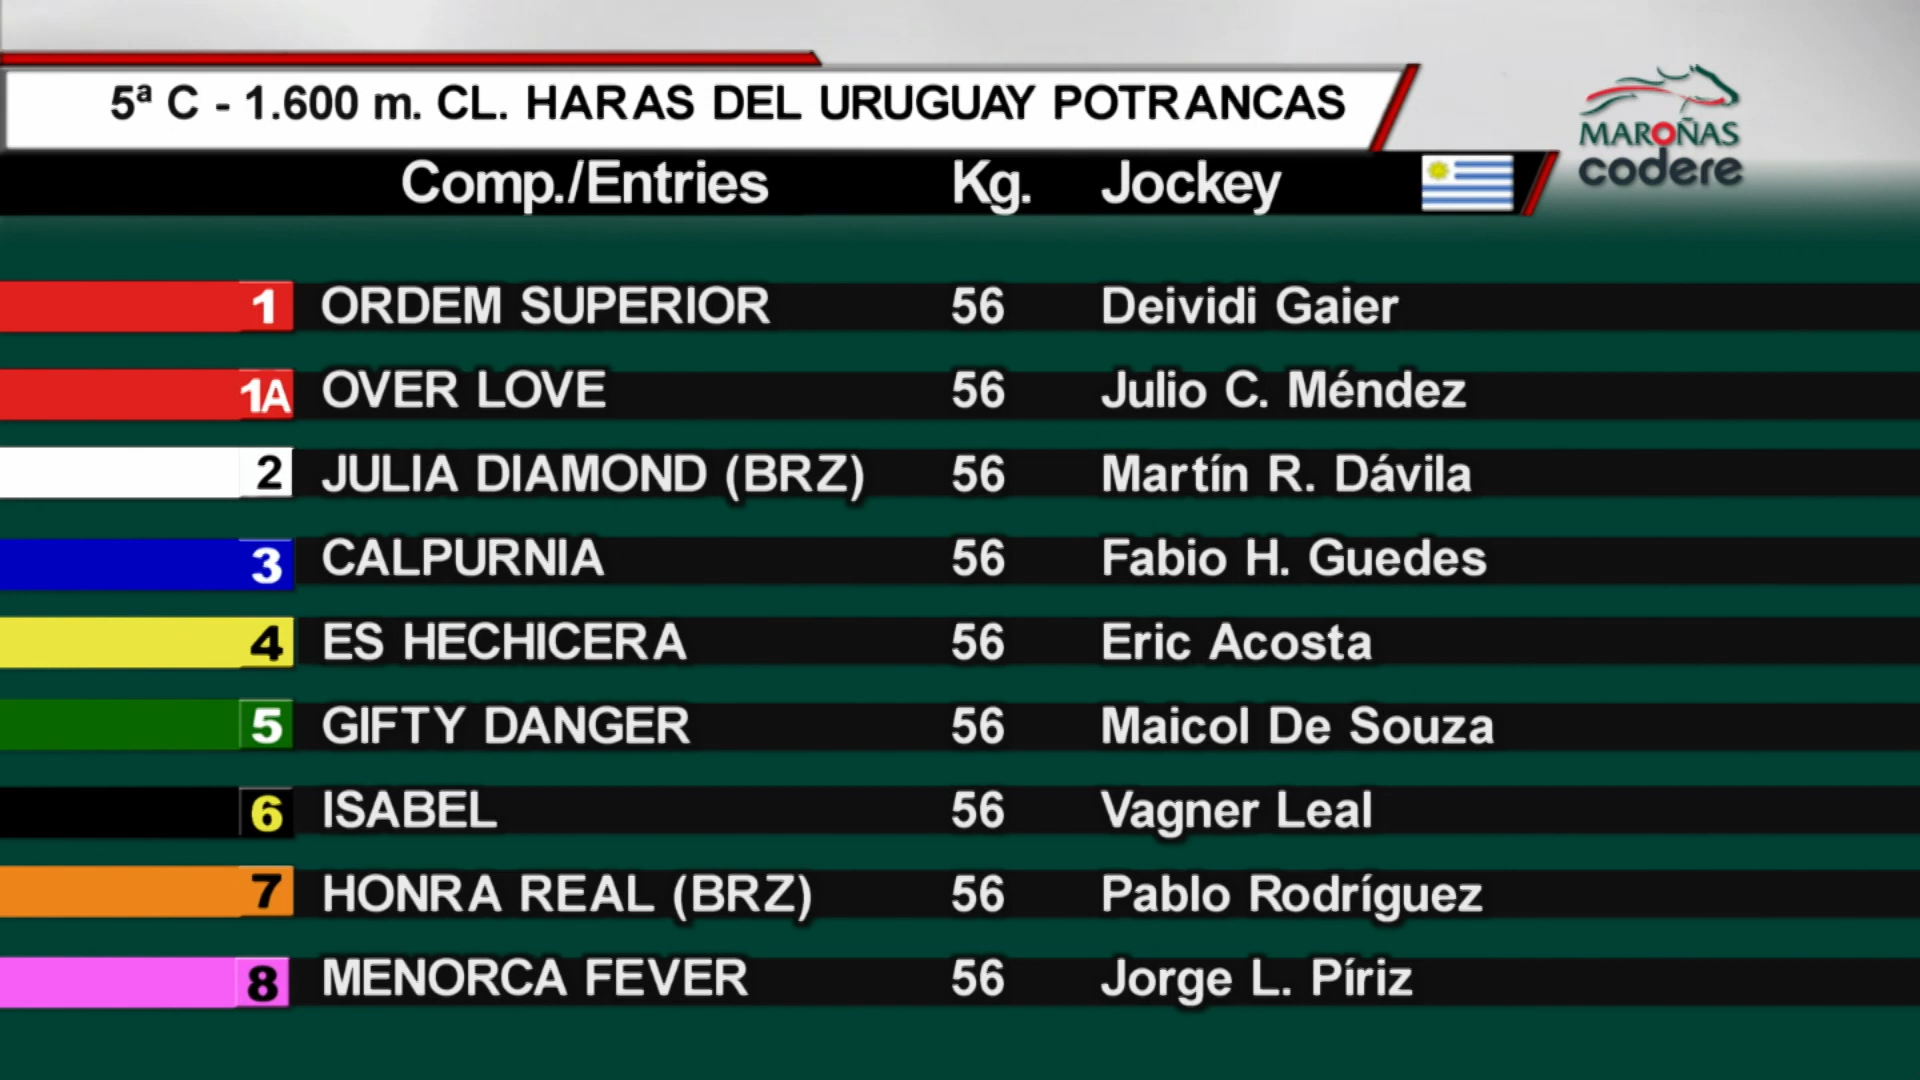 5ª C - 1.600 m. CL. HARAS DEL URUGUAY POTRANCAS
MAROÑAS
codere
Comp./Entries Kg. Jockey
1 ORDEM SUPERIOR 56 Deividi Gaier
1A OVER LOVE 56 Julio C. Méndez
2 JULIA DIAMOND (BRZ) 56 Martín R. Dávila
3 CALPURNIA 56 Fabio H. Guedes
4 ES HECHICERA 56 Eric Acosta
5 GIFTY DANGER 56 Maicol De Souza
6 ISABEL 56 Vagner Leal
7 HONRA REAL (BRZ) 56 Pablo Rodríguez
8 MENORCA FEVER 56 Jorge L. Píriz